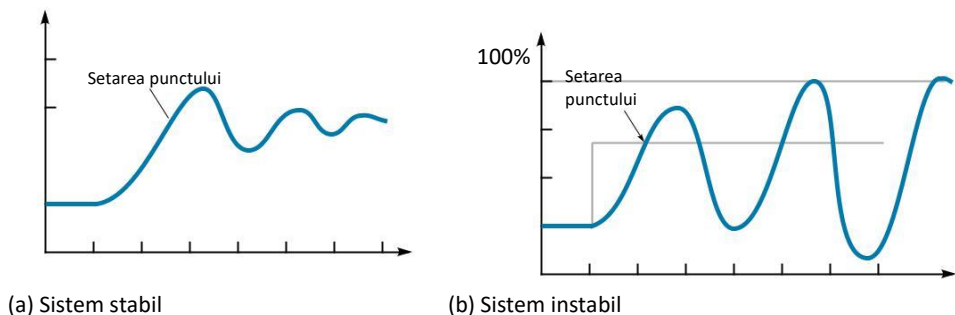 Setarea punctului
100%
Setarea
punctului
(a) Sistem stabil
(b) Sistem instabil